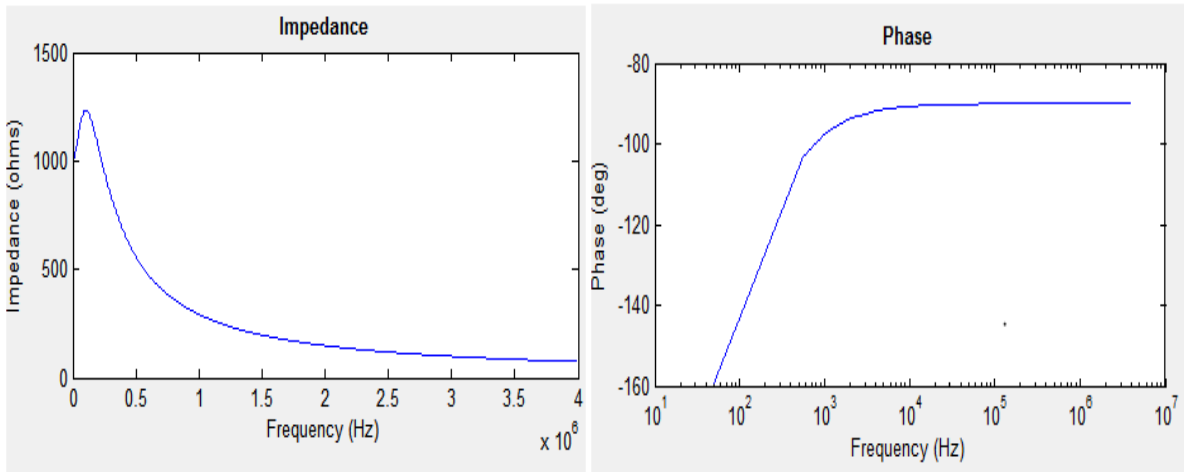 Impedance
1500
1000
500
0
Impedance (ohms)
0 0.5 1 1.5 2 2.5 3 3.5 4
Frequency (Hz)
x 10^6
Phase
-80
-100
-120
-140
-160
Phase (deg)
10^1 10^2 10^3 10^4 10^5 10^6 10^7
Frequency (Hz)